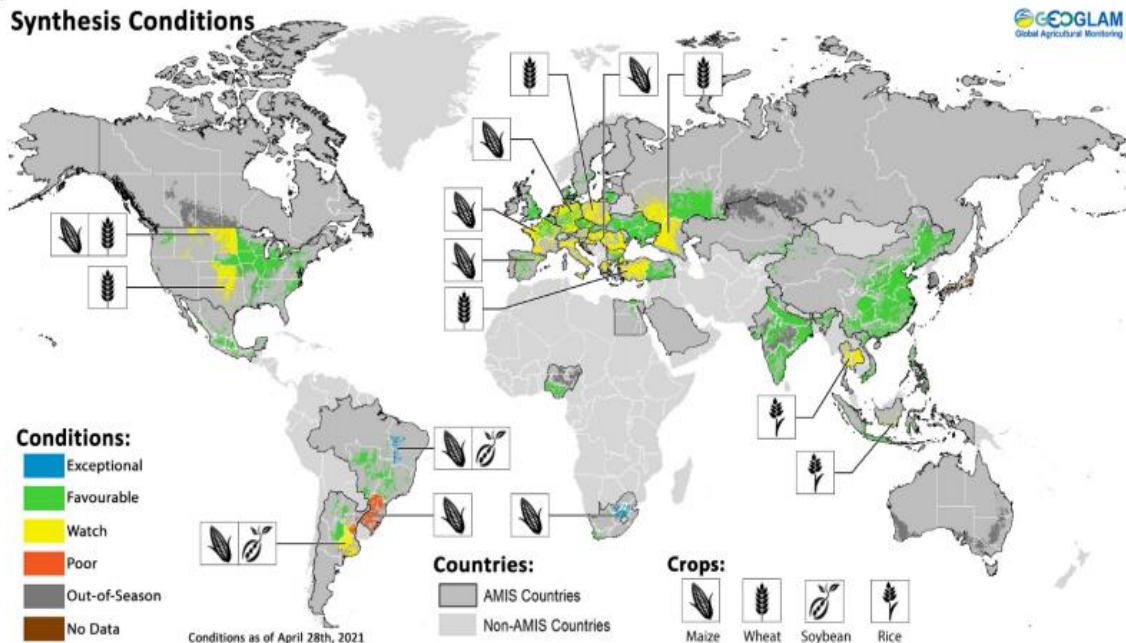 Synthesis Conditions
GEOGLAM
Global Agricultural Monitoring
Conditions:
Exceptional
Favourable
Watch
Poor
Out-of-Season
No Data
Conditions as of April 28th, 2021
Countries:
AMIS Countries
Non-AMIS Countries
Crops:
Maize
Wheat
Soybean
Rice